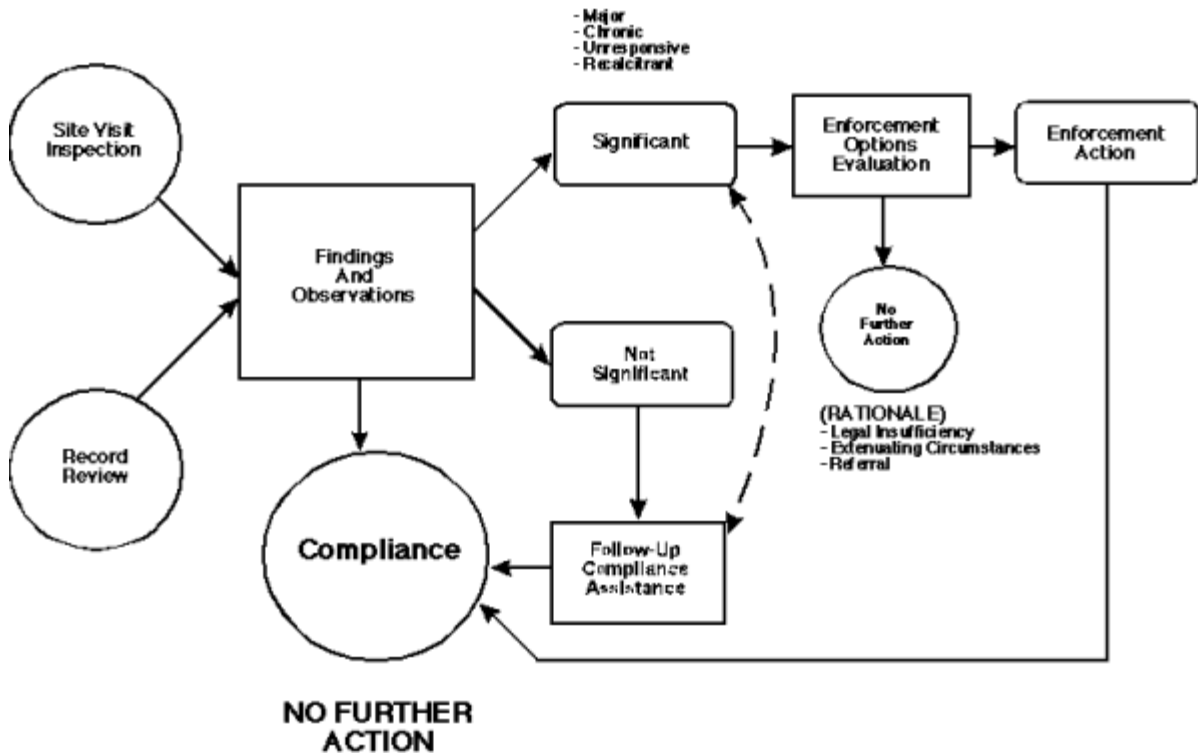 - Major
- Chronic
- Unresponsive
- Recalcitrant
Site Visit
Inspection
Significant
Enforcement
Options
Evaluation
Enforcement
Action
Findings
And
Observations
No
Further
Action
Not
Significant
(RATIONALE)
- Legal Insufficiency
- Extenuating Circumstances
- Referral
Record
Review
Compliance
Follow-Up
Compliance
Assistance
NO FURTHER
ACTION